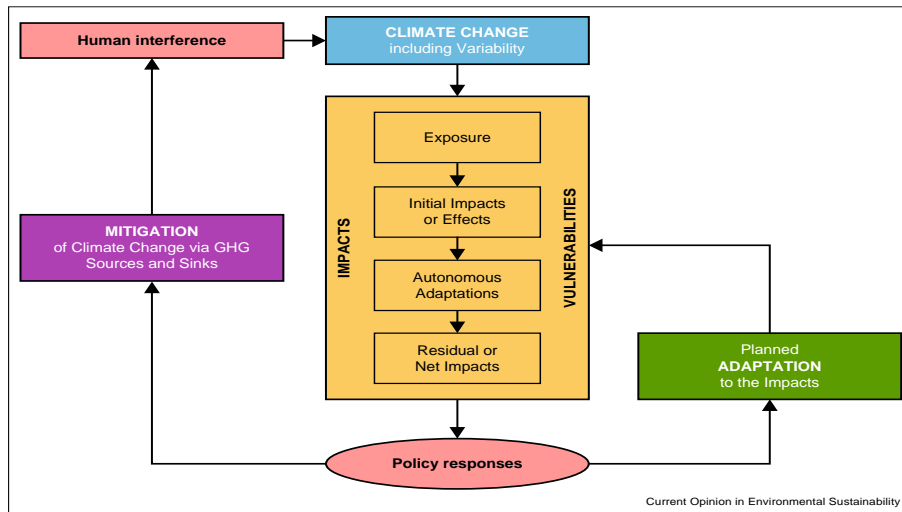 Human interference
CLIMATE CHANGE
including Variability
Exposure
Initial Impacts
or Effects
Autonomous
Adaptations
Residual or
Net Impacts
IMPACTS
VULNERABILITIES
MITIGATION
of Climate Change via GHG
Sources and Sinks
Planned
ADAPTATION
to the Impacts
Policy responses
Current Opinion in Environmental Sustainability